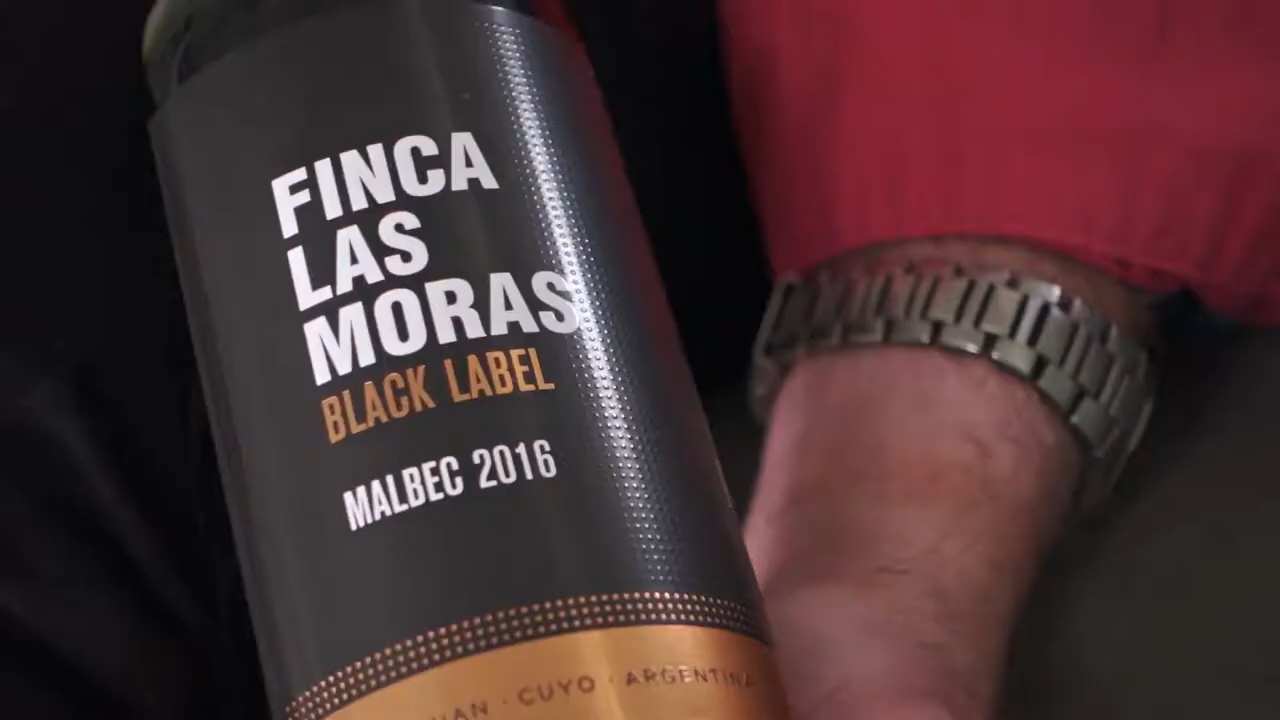 FINCA
LAS
MORAS
BLACK LABEL
MALBEC 2016
CUYO · ARGENTINA